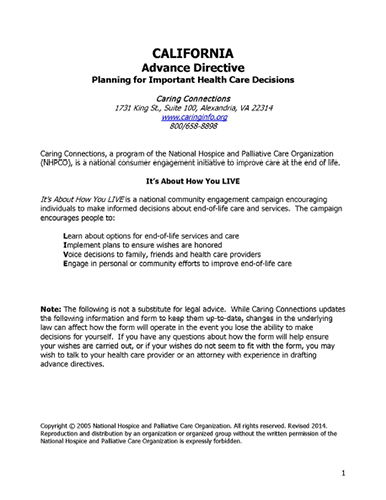 CALIFORNIA
Advance Directive
Planning for Important Health Care Decisions
Caring Connections
1731 King St., Suite 100, Alexandria, VA 22314
www.caringinfo.org
800/658-8898
Caring Connections, a program of the National Hospice and Palliative Care Organization
(NHPCO), is a national consumer engagement initiative to improve care at the end of life.
It's About How You LIVE
It's About How You LIVE is a national community engagement campaign encouraging
individuals to make informed decisions about end-of-life care and services. The campaign
encourages people to:
Learn about options for end-of-life services and care
Implement plans to ensure wishes are honored
Voice decisions to family, friends and health care providers
Engage in personal or community efforts to improve end-of-life care
Note: The following is not a substitute for legal advice. While Caring Connections updates
the following information and form to keep them up-to-date, changes in the underlying
law can affect how the form will operate in the event you lose the ability to make
decisions for yourself. If you have any questions about how the form will help ensure
your wishes are carried out, or if your wishes do not seem to fit with the form, you may
wish to talk to your health care provider or an attorney with experience in drafting
advance directives.
Copyright © 2005 National Hospice and Palliative Care Organization. All rights reserved. Revised 2014.
Reproduction and distribution by an organization or organized group without the written permission of the
National Hospice and Palliative Care Organization is expressly forbidden.
1